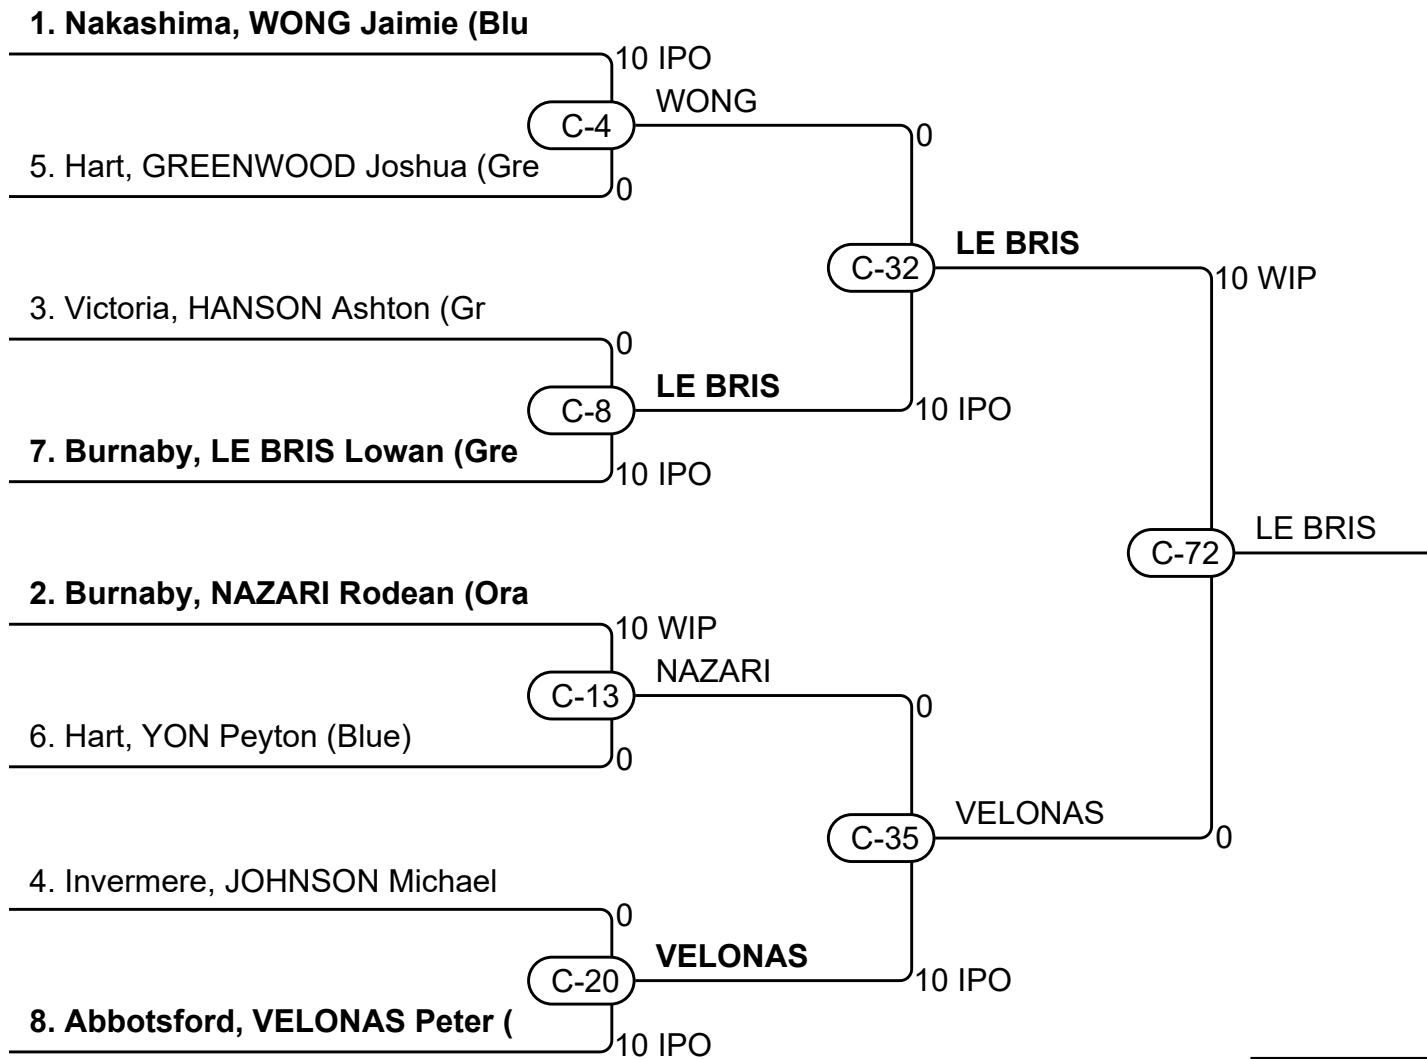 1. Nakashima, WONG Jaimie (Blu
10 IPO
WONG
C-4
0
5. Hart, GREENWOOD Joshua (Gre
0
LE BRIS
C-32
10 WIP
3. Victoria, HANSON Ashton (Gr
0
LE BRIS
C-8
10 IPO
7. Burnaby, LE BRIS Lowan (Gre
10 IPO
LE BRIS
C-72
2. Burnaby, NAZARI Rodean (Ora
10 WIP
NAZARI
C-13
0
6. Hart, YON Peyton (Blue)
0
VELONAS
C-35
0
4. Invermere, JOHNSON Michael
0
VELONAS
C-20
10 IPO
8. Abbotsford, VELONAS Peter (
10 IPO